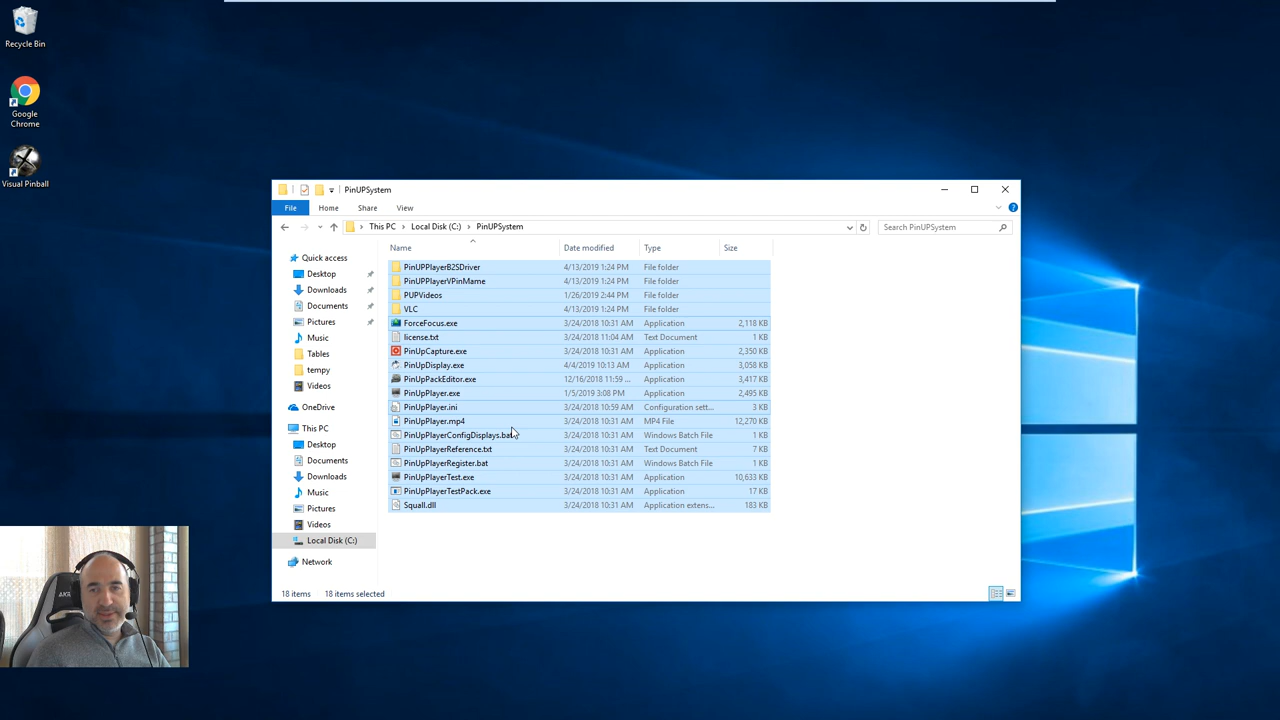 Recycle Bin
Google
Chrome
Visual Pinball
PinUPSystem
File Home Share View
This PC Local Disk (C:) PinUPSystem
Search PinUPSystem
Name Date modified Type Size
Quick access
Desktop
Downloads
Documents
Pictures
Music
Tables
tempy
Videos
OneDrive
This PC
Desktop
Documents
Downloads
Music
Pictures
Videos
Local Disk (C:)
Network
PinUPPlayerB2SDriver 4/13/2019 1:24 PM File folder
PinUPPlayerVPinMame 4/13/2019 1:24 PM File folder
PUPVideos 1/26/2019 2:44 PM File folder
VLC 4/13/2019 1:24 PM File folder
ForceFocus.exe 3/24/2018 10:31 AM Application 2,118 KB
license.txt 3/24/2018 11:04 AM Text Document 1 KB
PinUpCapture.exe 3/24/2018 10:31 AM Application 2,350 KB
PinUpDisplay.exe 4/4/2019 10:13 AM Application 3,058 KB
PinUpPackEditor.exe 12/16/2018 11:59 ... Application 3,417 KB
PinUpPlayer.exe 1/5/2019 3:08 PM Application 2,495 KB
PinUpPlayer.ini 3/24/2018 10:59 AM Configuration sett... 3 KB
PinUpPlayer.mp4 3/24/2018 10:31 AM MP4 File 12,270 KB
PinUpPlayerConfigDisplays.bat 3/24/2018 10:31 AM Windows Batch File 1 KB
PinUpPlayerReference.txt 3/24/2018 10:31 AM Text Document 7 KB
PinUpPlayerRegister.bat 3/24/2018 10:31 AM Windows Batch File 1 KB
PinUpPlayerTest.exe 3/24/2018 10:31 AM Application 10,633 KB
PinUpPlayerTestPack.exe 3/24/2018 10:31 AM Application 17 KB
Squall.dll 3/24/2018 10:31 AM Application extens... 183 KB
18 items 18 items selected